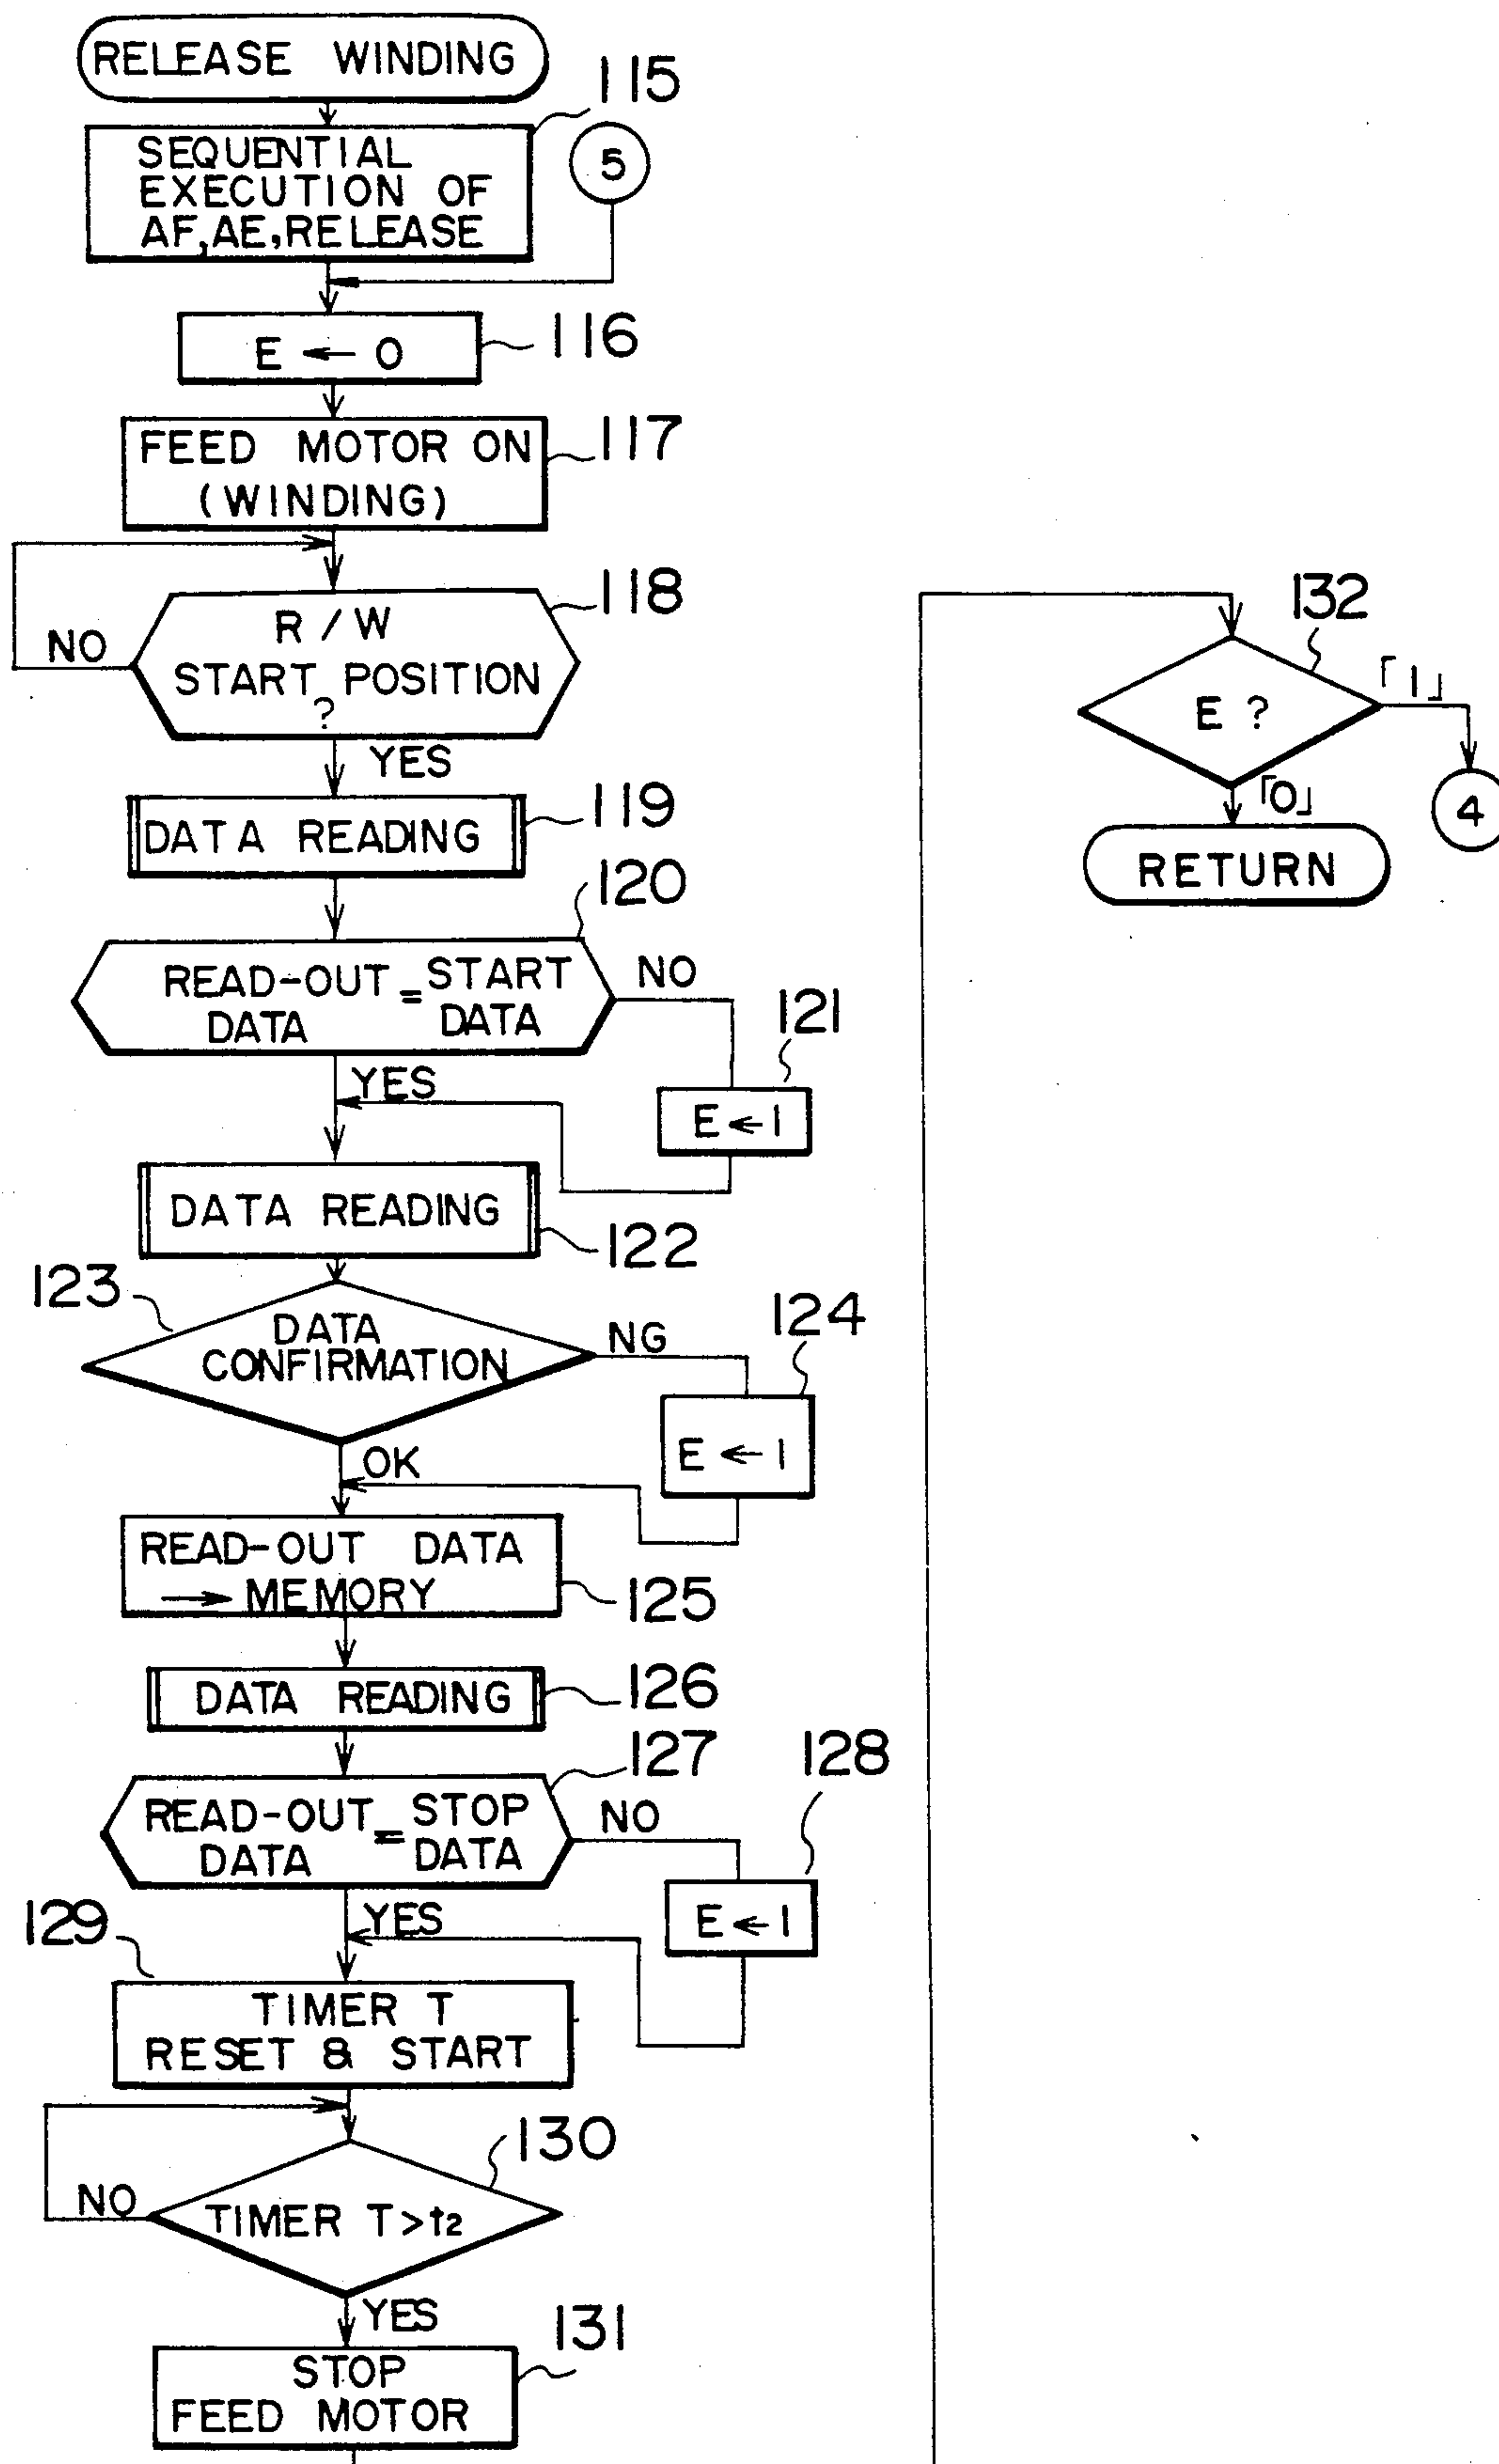 RELEASE WINDING
115
SEQUENTIAL
EXECUTION OF
AF, AE, RELEASE
5
E ← 0
116
FEED MOTOR ON
(WINDING)
117
118
R / W
START POSITION
?
NO
YES
DATA READING
119
120
READ-OUT = START
DATA DATA
NO
121
YES
E ← 1
DATA READING
122
123
DATA
CONFIRMATION
NG
124
E ← 1
OK
READ-OUT DATA
→ MEMORY
125
DATA READING
126
127
READ-OUT = STOP
DATA DATA
NO
128
YES
E ← 1
129
TIMER T
RESET & START
130
NO
TIMER T>t2
YES
131
STOP
FEED MOTOR
132
E ?
「1」
「0」
4
RETURN